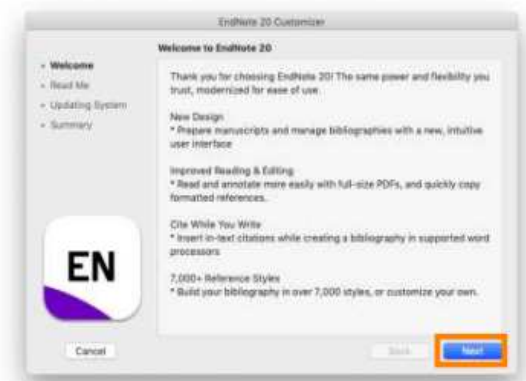 EndNote 20 Customizer
Welcome to EndNote 20
Welcome
Read Me
Updating System
Summary
Thank you for choosing EndNote 20! The same power and flexibility you
trust, modernized for ease of use.
New Design
* Prepare manuscripts and manage bibliographies with a new, intuitive
user interface
Improved Reading & Editing
* Read and annotate more easily with full-size PDFs, and quickly copy
formatted references.
Cite While You Write
* Insert in-text citations while creating a bibliography in supported word
processors
7,000+ Reference Styles
* Build your bibliography in over 7,000 styles, or customize your own.
EN
Cancel
Back
Next